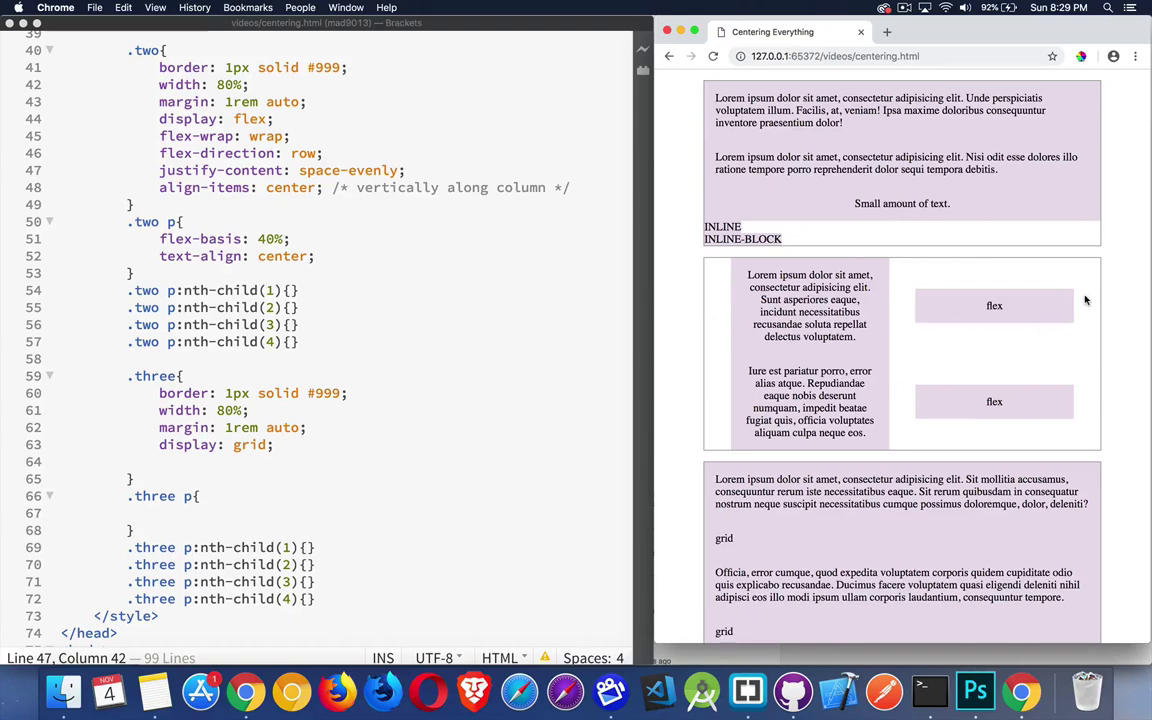 Chrome File Edit View History Bookmarks People Window Help
92% Sun 8:29 PM
videos/centering.html (mad9013) — Brackets
39
40 .two{
41 border: 1px solid #999;
42 width: 80%;
43 margin: 1rem auto;
44 display: flex;
45 flex-wrap: wrap;
46 flex-direction: row;
47 justify-content: space-evenly;
48 align-items: center; /* vertically along column */
49 }
50 .two p{
51 flex-basis: 40%;
52 text-align: center;
53 }
54 .two p:nth-child(1){}
55 .two p:nth-child(2){}
56 .two p:nth-child(3){}
57 .two p:nth-child(4){}
58
59 .three{
60 border: 1px solid #999;
61 width: 80%;
62 margin: 1rem auto;
63 display: grid;
64
65 }
66 .three p{
67
68 }
69 .three p:nth-child(1){}
70 .three p:nth-child(2){}
71 .three p:nth-child(3){}
72 .three p:nth-child(4){}
73 </style>
74 </head>
Line 47, Column 42 — 99 Lines
INS UTF-8 HTML Spaces: 4
Centering Everything
127.0.0.1:65372/videos/centering.html
Lorem ipsum dolor sit amet, consectetur adipisicing elit. Unde perspiciatis
voluptatem illum. Facilis, at, veniam! Ipsa maxime doloribus consequuntur
inventore praesentium dolor!
Lorem ipsum dolor sit amet, consectetur adipisicing elit. Nisi odit esse dolores illo
ratione tempore porro reprehenderit dolor sequi tempora debitis.
Small amount of text.
INLINE
INLINE-BLOCK
Lorem ipsum dolor sit amet,
consectetur adipisicing elit.
Sunt asperiores eaque,
incidunt necessitatibus
recusandae soluta repellat
delectus voluptatem.
flex
Iure est pariatur porro, error
alias atque. Repudiandae
eaque nobis deserunt
numquam, impedit beatae
fugiat quis, officia voluptates
aliquam culpa neque eos.
flex
Lorem ipsum dolor sit amet, consectetur adipisicing elit. Sit mollitia accusamus,
consequuntur rerum iste necessitatibus eaque. Sit rerum quibusdam in consequatur
nostrum neque suscipit necessitatibus cumque possimus doloremque, dolor, deleniti?
grid
Officia, error cumque, quod expedita voluptatem corporis quidem cupiditate odio
quis explicabo recusandae. Ducimus facere veritatis quasi eligendi deleniti nihil
adipisci eos illo modi ipsum ullam corporis laudantium, consequuntur tempore.
grid
s ago
NOV
4
1
Ps